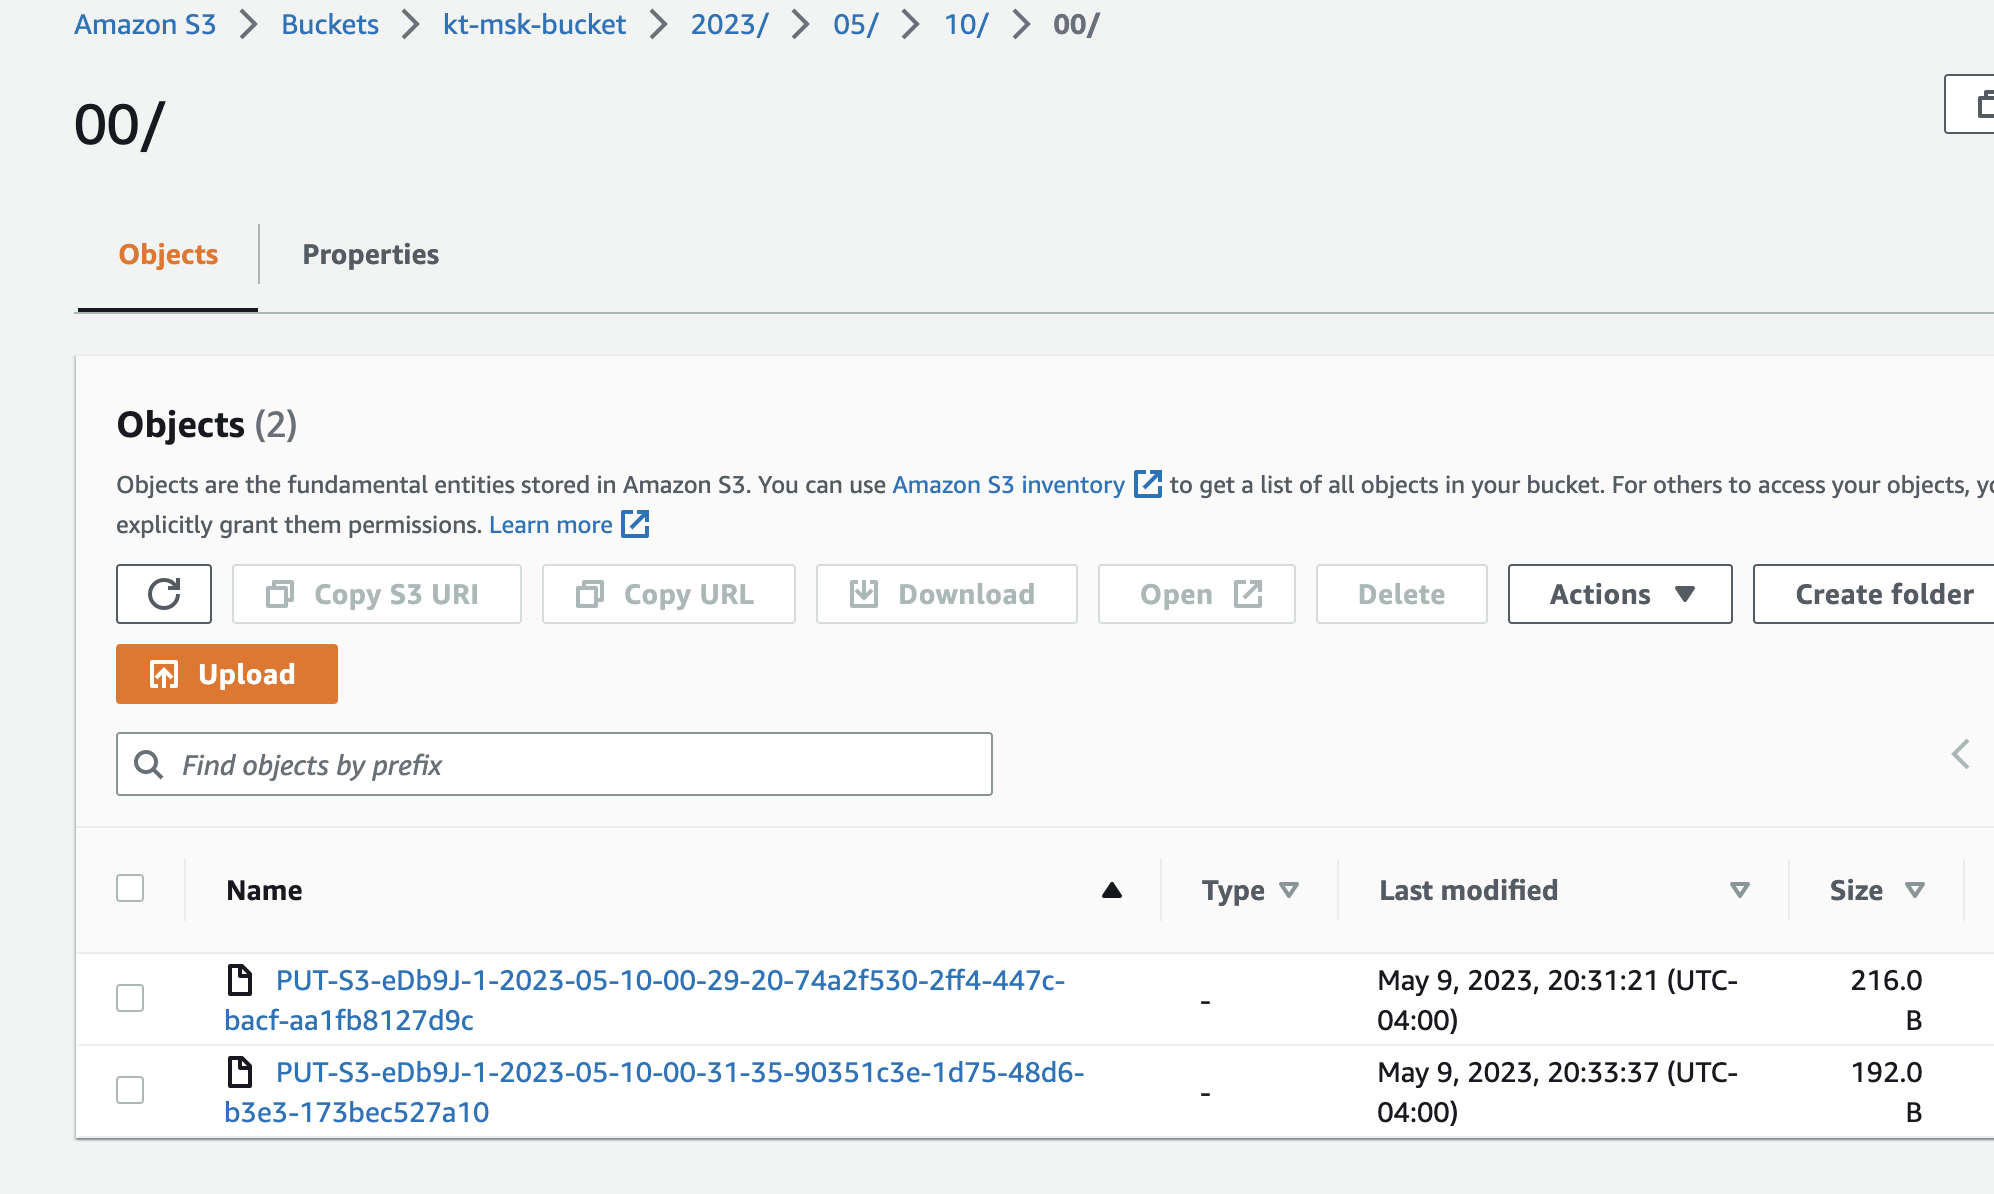 Amazon S3 > Buckets > kt-msk-bucket > 2023/ > 05/ > 10/ > 00/
00/
Objects Properties
Objects (2)
Objects are the fundamental entities stored in Amazon S3. You can use Amazon S3 inventory to get a list of all objects in your bucket. For others to access your objects,
explicitly grant them permissions. Learn more
Copy S3 URI Copy URL Download Open Delete Actions Create folder
Upload
Find objects by prefix
Name Type Last modified Size
PUT-S3-eDb9J-1-2023-05-10-00-29-20-74a2f530-2ff4-447c-
bacf-aa1fb8127d9c
-
May 9, 2023, 20:31:21 (UTC-
04:00)
216.0
B
PUT-S3-eDb9J-1-2023-05-10-00-31-35-90351c3e-1d75-48d6-
b3e3-173bec527a10
-
May 9, 2023, 20:33:37 (UTC-
04:00)
192.0
B